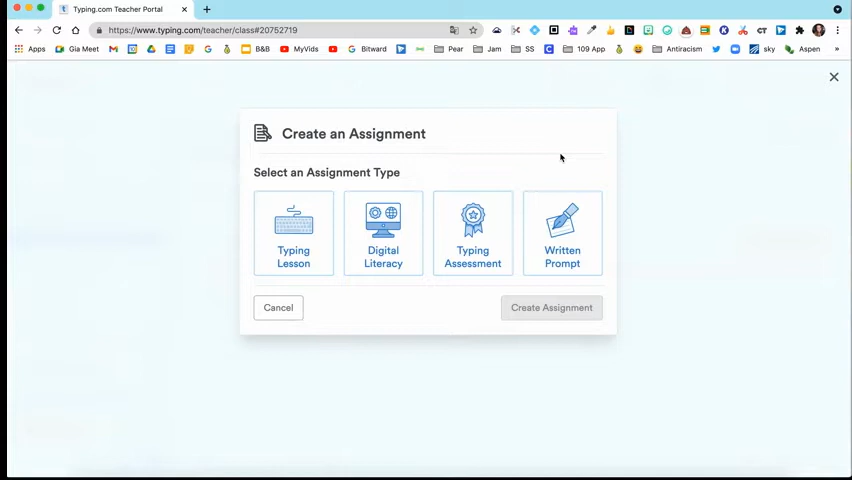 Typing.com Teacher Portal
https://www.typing.com/teacher/class#20752719
Apps Gal Meet B&B MyVids Bitward Pear Jam SS 109 App Antiracism sky Aspen »
Create an Assignment
Select an Assignment Type
Typing
Lesson
Digital
Literacy
Typing
Assessment
Written
Prompt
Cancel
Create Assignment